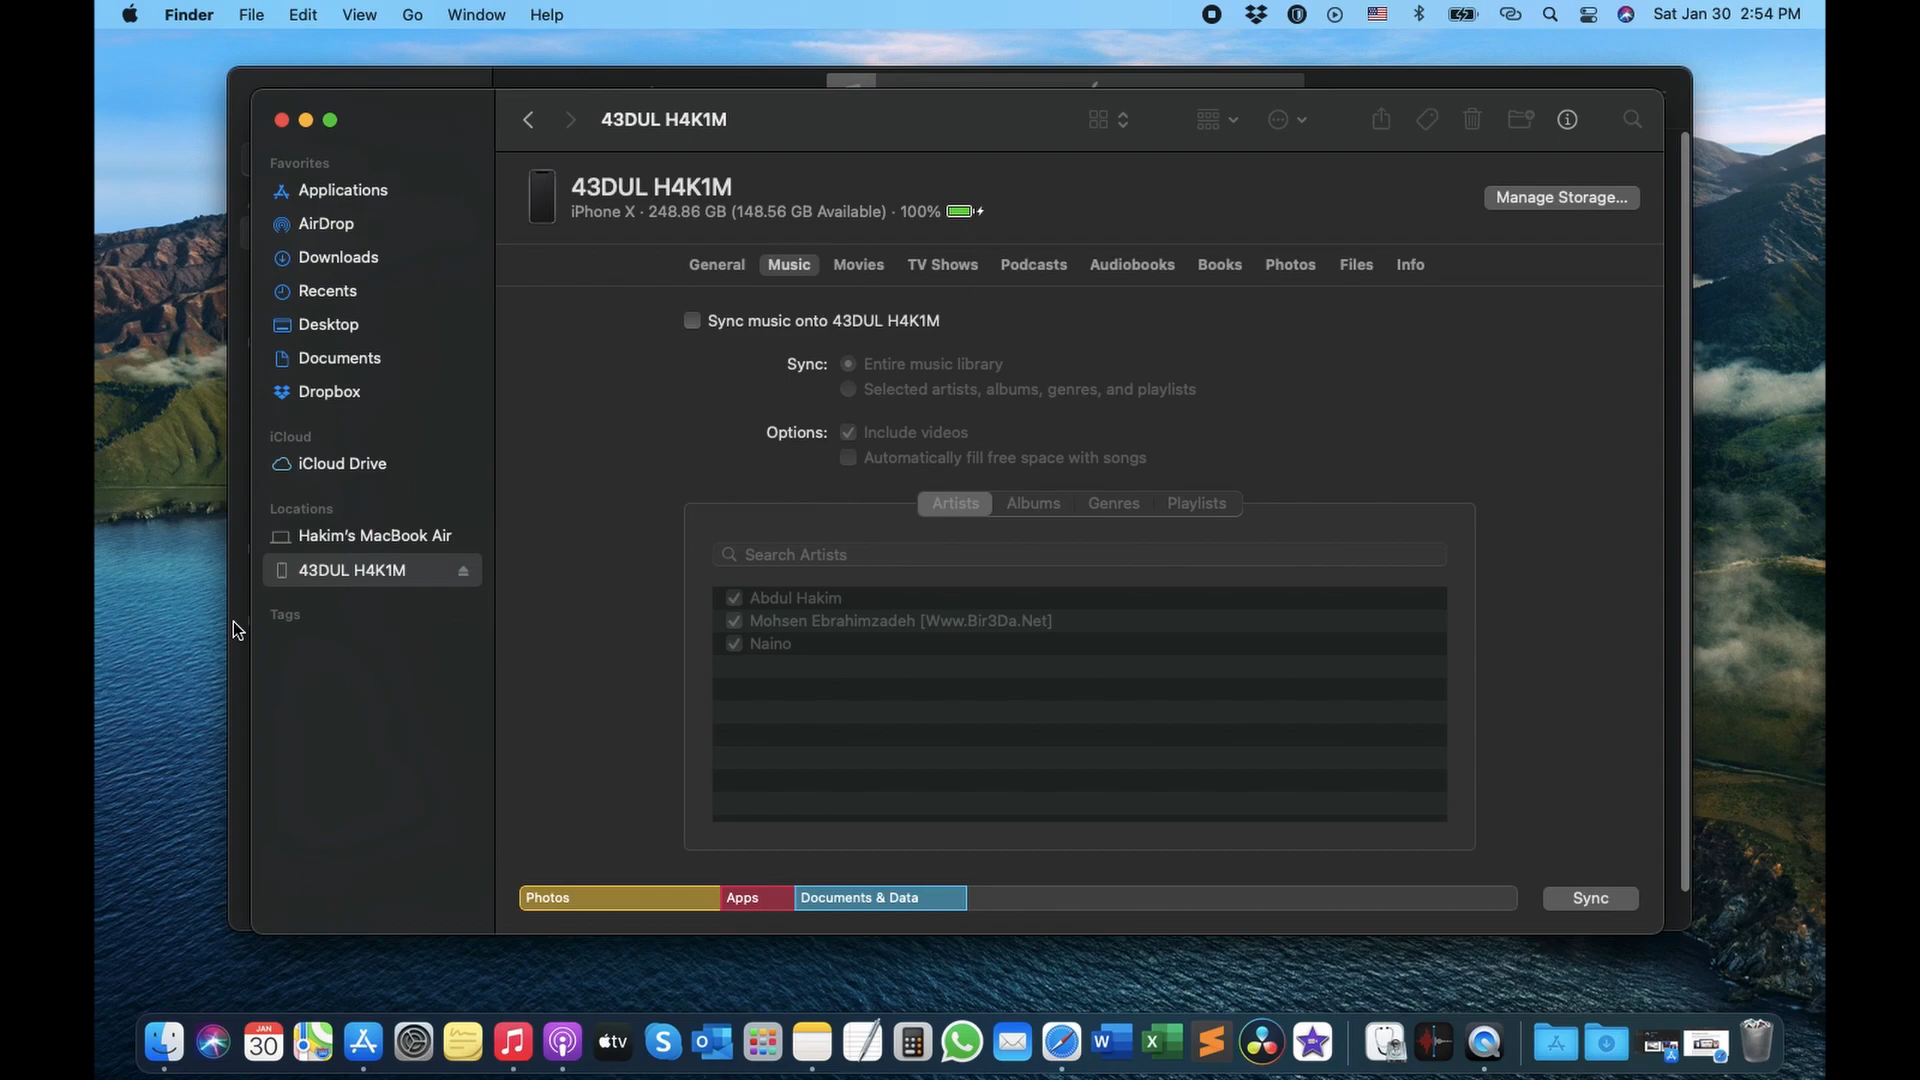 Finder File Edit View Go Window Help Sat Jan 30 2:54 PM
43DUL H4K1M
Favorites
Applications
AirDrop
Downloads
Recents
Desktop
Documents
Dropbox
iCloud
iCloud Drive
Locations
Hakim's MacBook Air
43DUL H4K1M
Tags
43DUL H4K1M
iPhone X · 248.86 GB (148.56 GB Available) · 100%
Manage Storage...
General Music Movies TV Shows Podcasts Audiobooks Books Photos Files Info
Sync music onto 43DUL H4K1M
Sync: Entire music library
Selected artists, albums, genres, and playlists
Options: Include videos
Automatically fill free space with songs
Artists Albums Genres Playlists
Search Artists
Abdul Hakim
Mohsen Ebrahimzadeh [Www.Bir3Da.Net]
Naino
Photos Apps Documents & Data Sync
JAN
30
tv
S
O
W
X